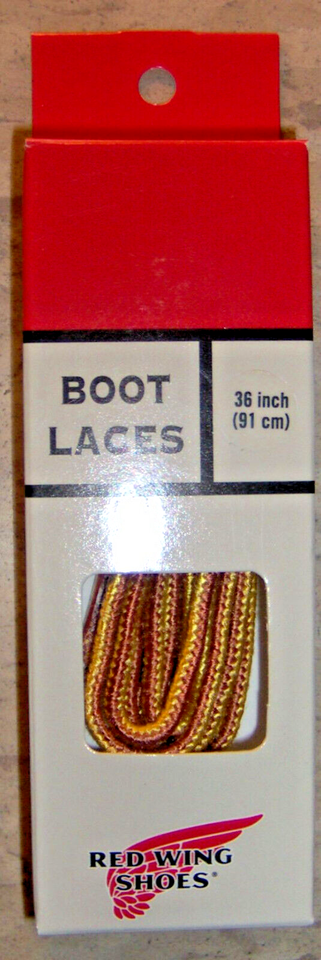 BOOT
LACES
36 inch
(91 cm)
RED WING
SHOES®